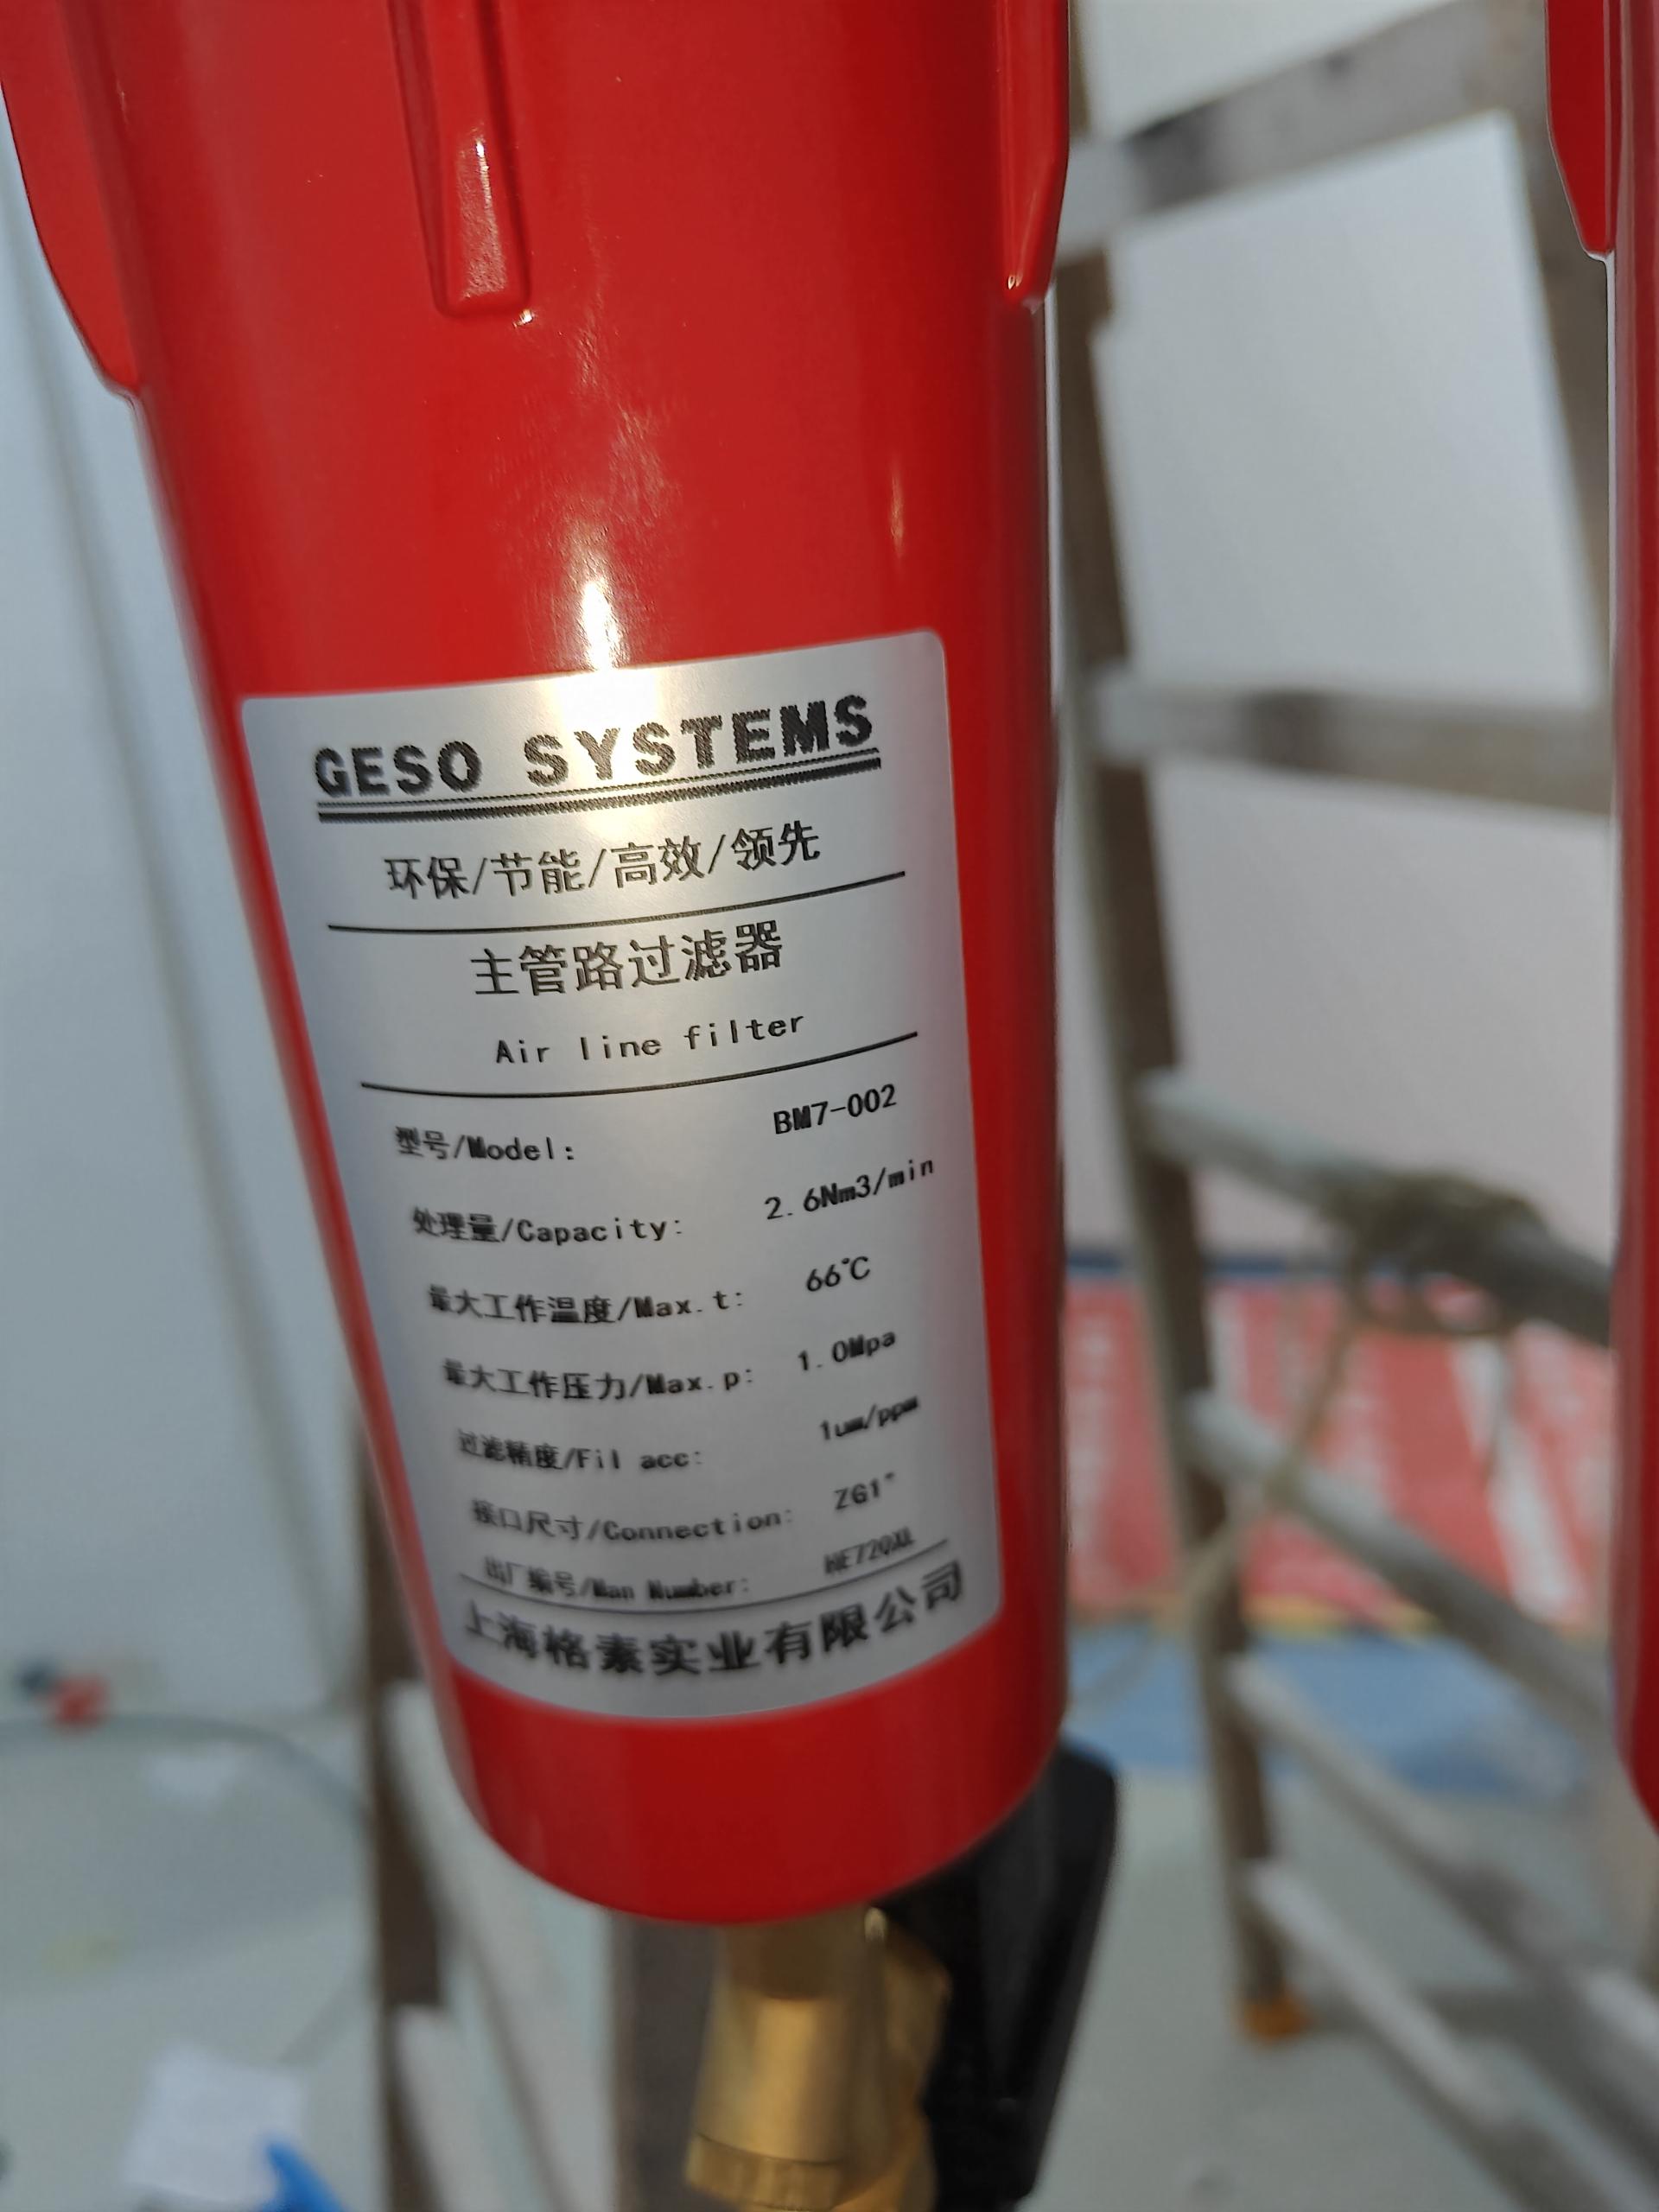 GESO SYSTEMS
环保/节能/高效/领先
主管路过滤器
Air line filter
型号/Model: BM7-002
处理量/Capacity: 2.6Nm3/min
最大工作温度/Max.t: 66℃
最大工作压力/Max.p: 1.0Mpa
过滤精度/Fil acc: 1um/ppm
接口尺寸/Connection: ZG1"
出厂编号/Man Number:
上海格素实业有限公司